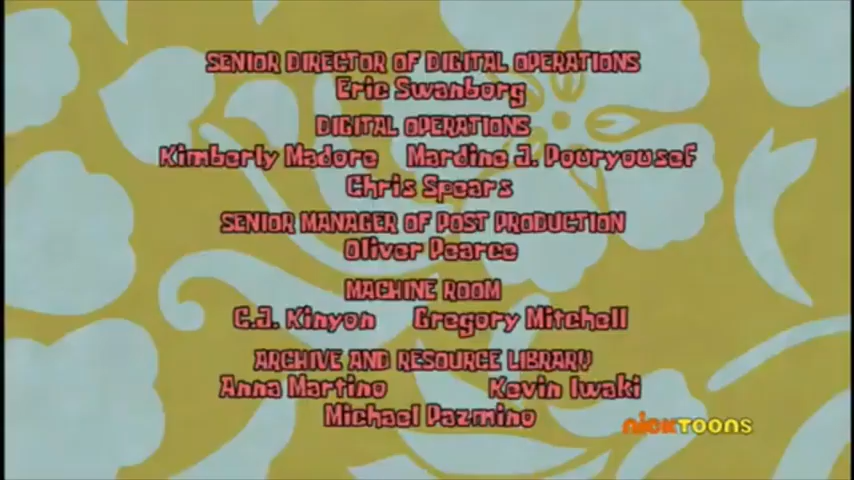 SENIOR DIRECTOR OF DIGITAL OPERATIONS
Eric Swanborg
DIGITAL OPERATIONS
Kimberly Madore Mardine J. Pouryousef
Chris Spears
SENIOR MANAGER OF POST PRODUCTION
Oliver Pearce
MACHINE ROOM
C.J. Kinyon Gregory Mitchell
ARCHIVE AND RESOURCE LIBRARY
Anna Martino Kevin Iwaki
Michael Pazmino
nickTOONS